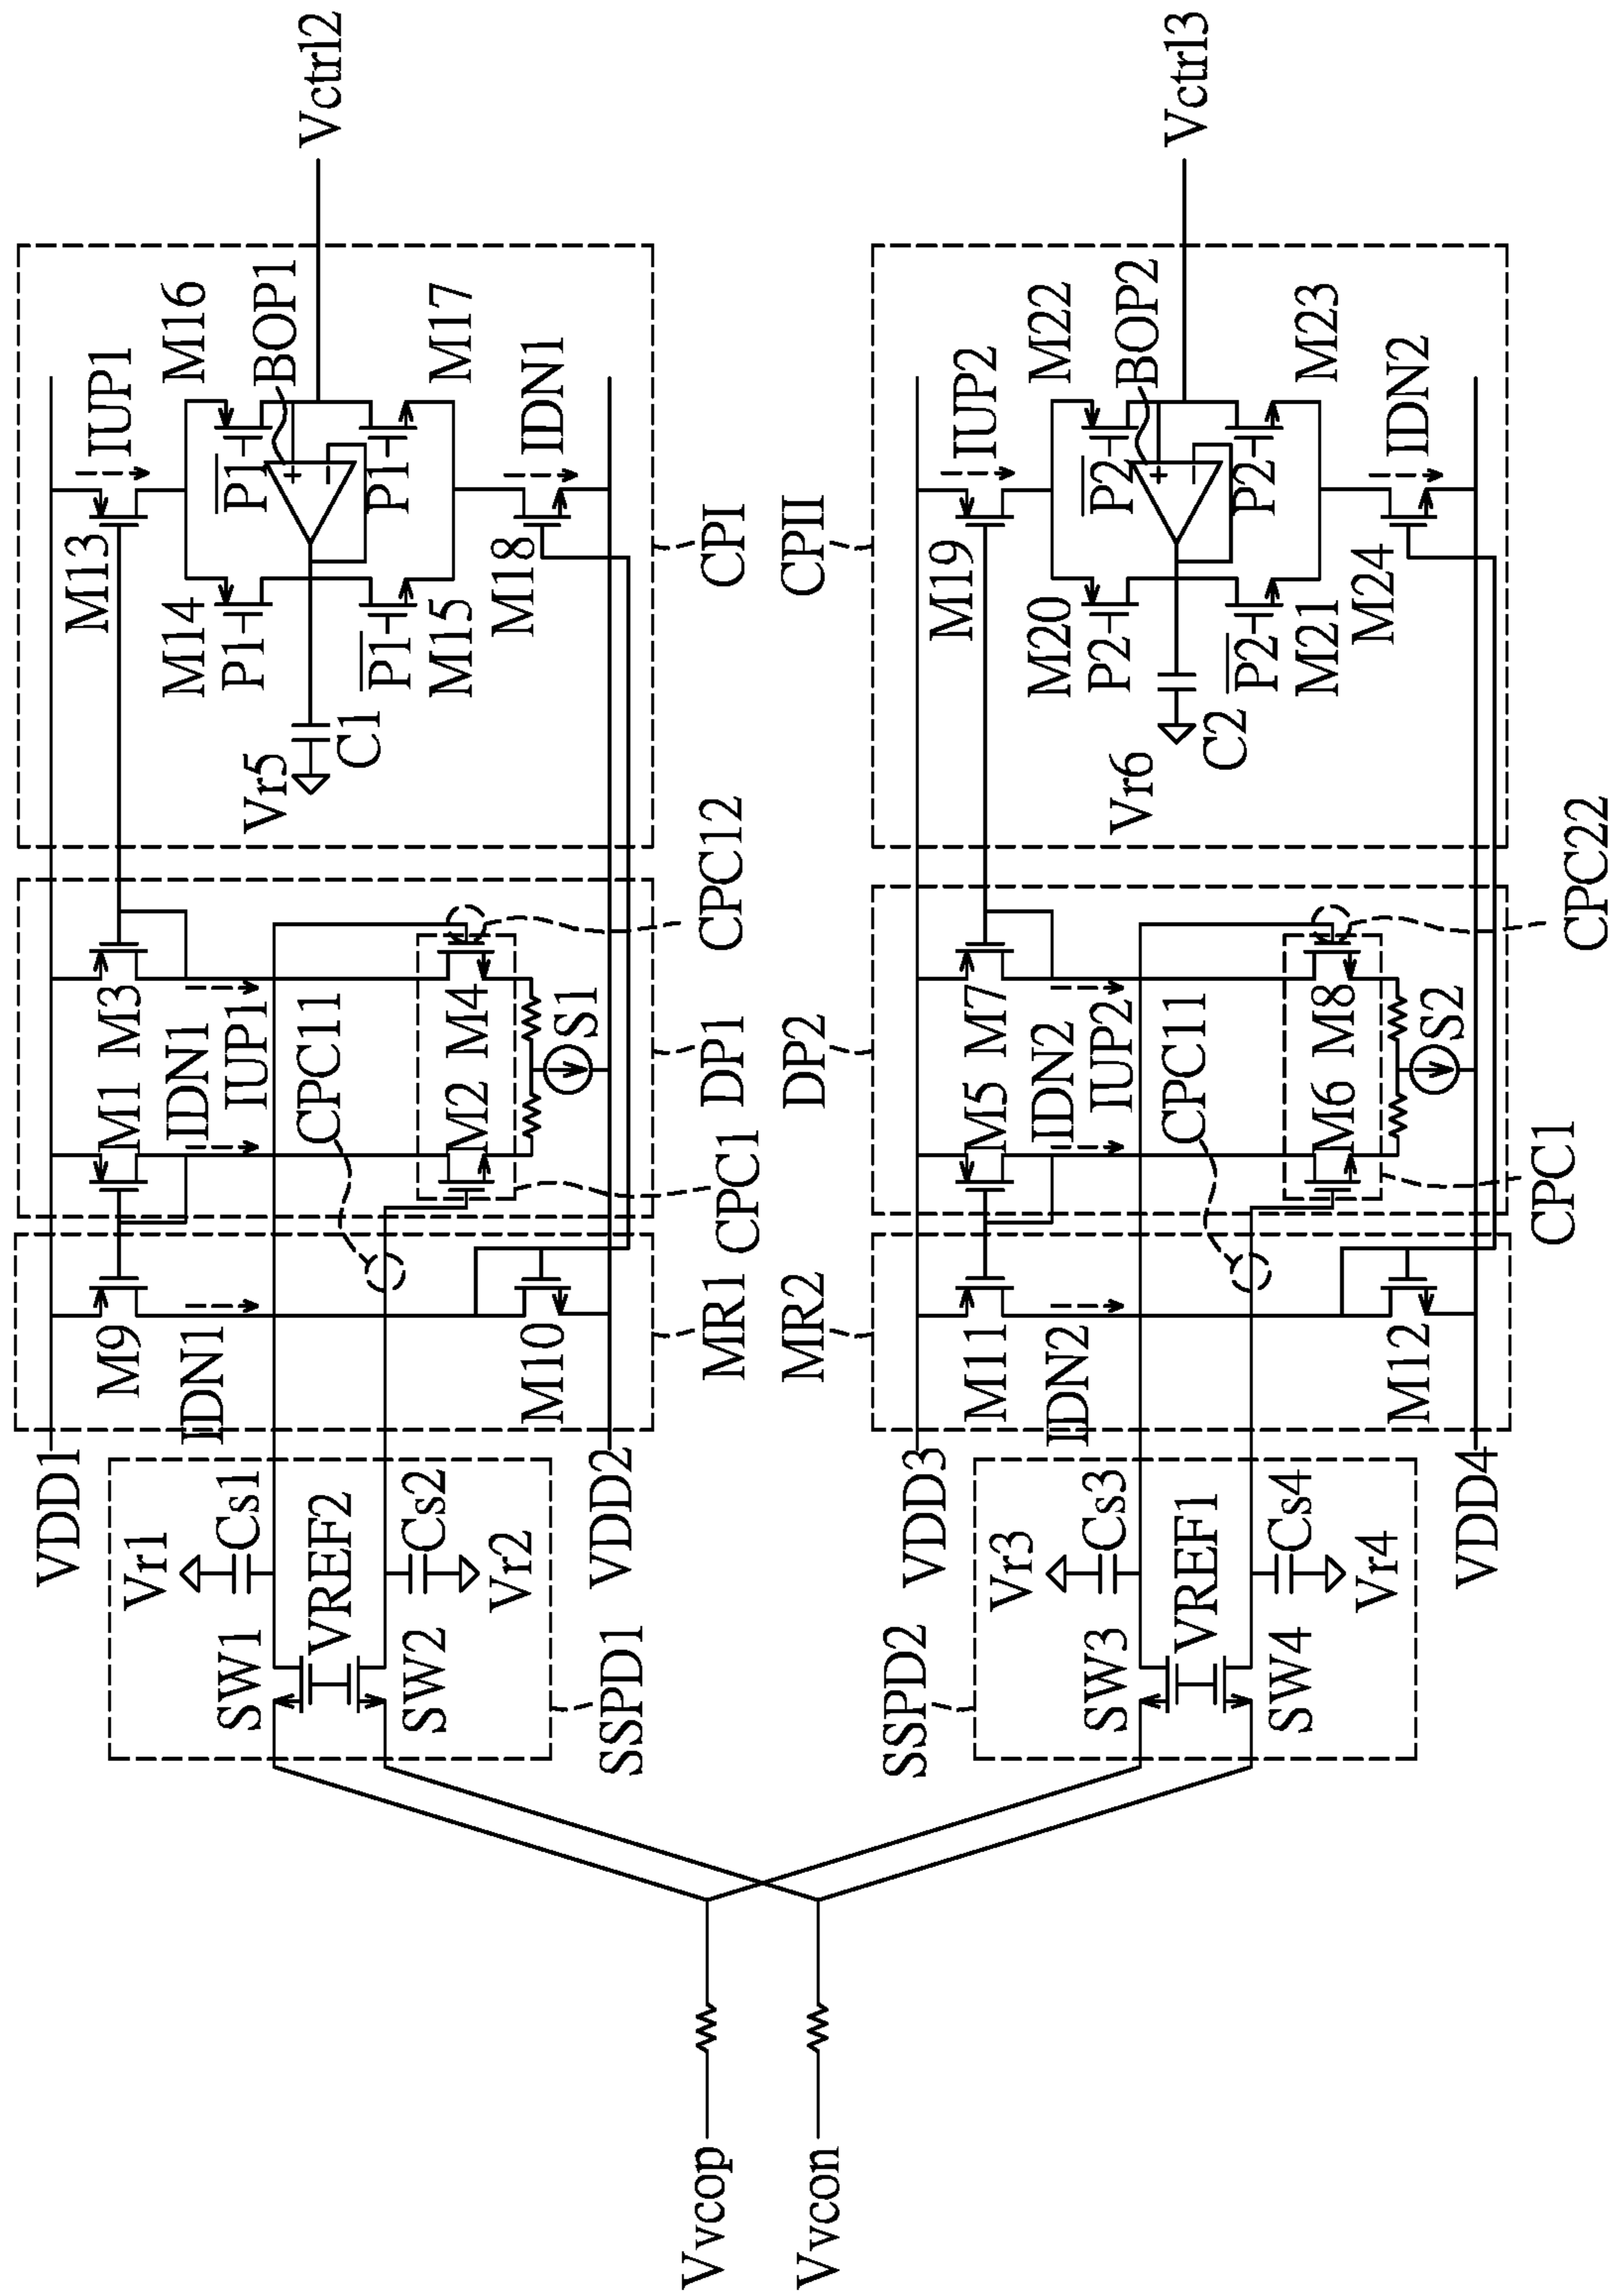 Vctrl2
Vctrl3
IUP1
M16
BOP1
M17
IDN1
M13
P1
P1
M14
P1
P1
M15
M18
Vr5
C1
CPI
IUP2
M22
BOP2
M23
IDN2
M19
P2
P2
M20
P2
P2
M21
M24
Vr6
C2
CPII
M1 M3
IDN1
IUP1
CPC11
M2 M4
S1
CPC12
DP1
CPC1
M5 M7
IDN2
IUP2
CPC11
M6 M8
S2
CPC22
DP2
CPC1
M9
IDN1
M10
MR1
M11
IDN2
M12
MR2
VDD1
Vr1
Cs1
SW1
VREF2
Cs2
SW2
Vr2
VDD2
SSPD1
VDD3
Vr3
Cs3
SW3
VREF1
Cs4
SW4
Vr4
VDD4
SSPD2
Vvcop
Vvcon